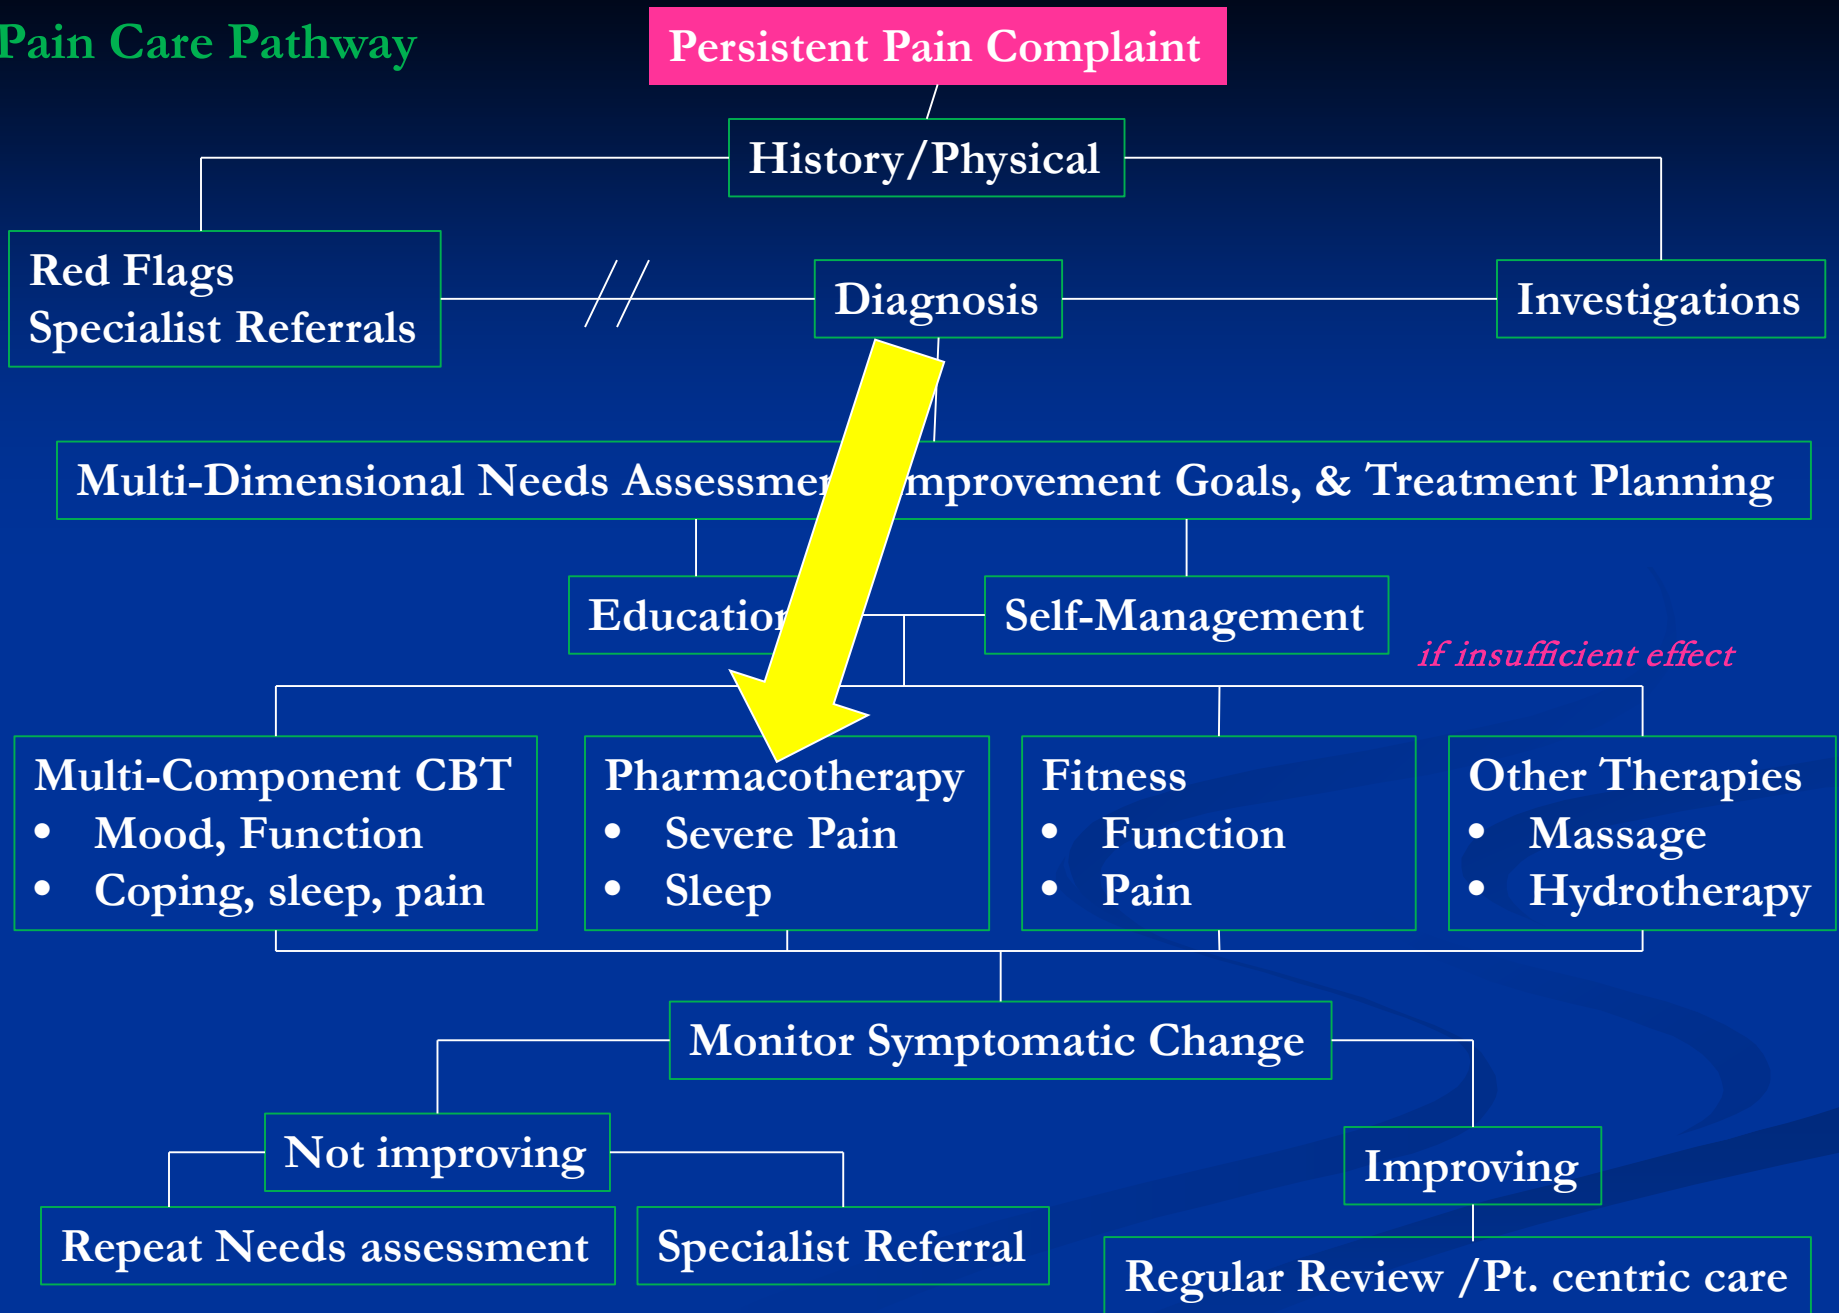 Pain Care Pathway
Persistent Pain Complaint
History/Physical
Red Flags
Specialist Referrals
Diagnosis
Investigations
Multi-Dimensional Needs Improvement Goals, & Treatment Planning
Education
Self-Management
if insufficient effect
Multi-Component CBT
• Mood, Function
• Coping, sleep, pain
Pharmacotherapy
• Severe Pain
• Sleep
Fitness
• Function
• Pain
Other Therapies
• Massage
• Hydrotherapy
Monitor Symptomatic Change
Not improving
Improving
Repeat Needs assessment
Specialist Referral
Regular Review /Pt. centric care